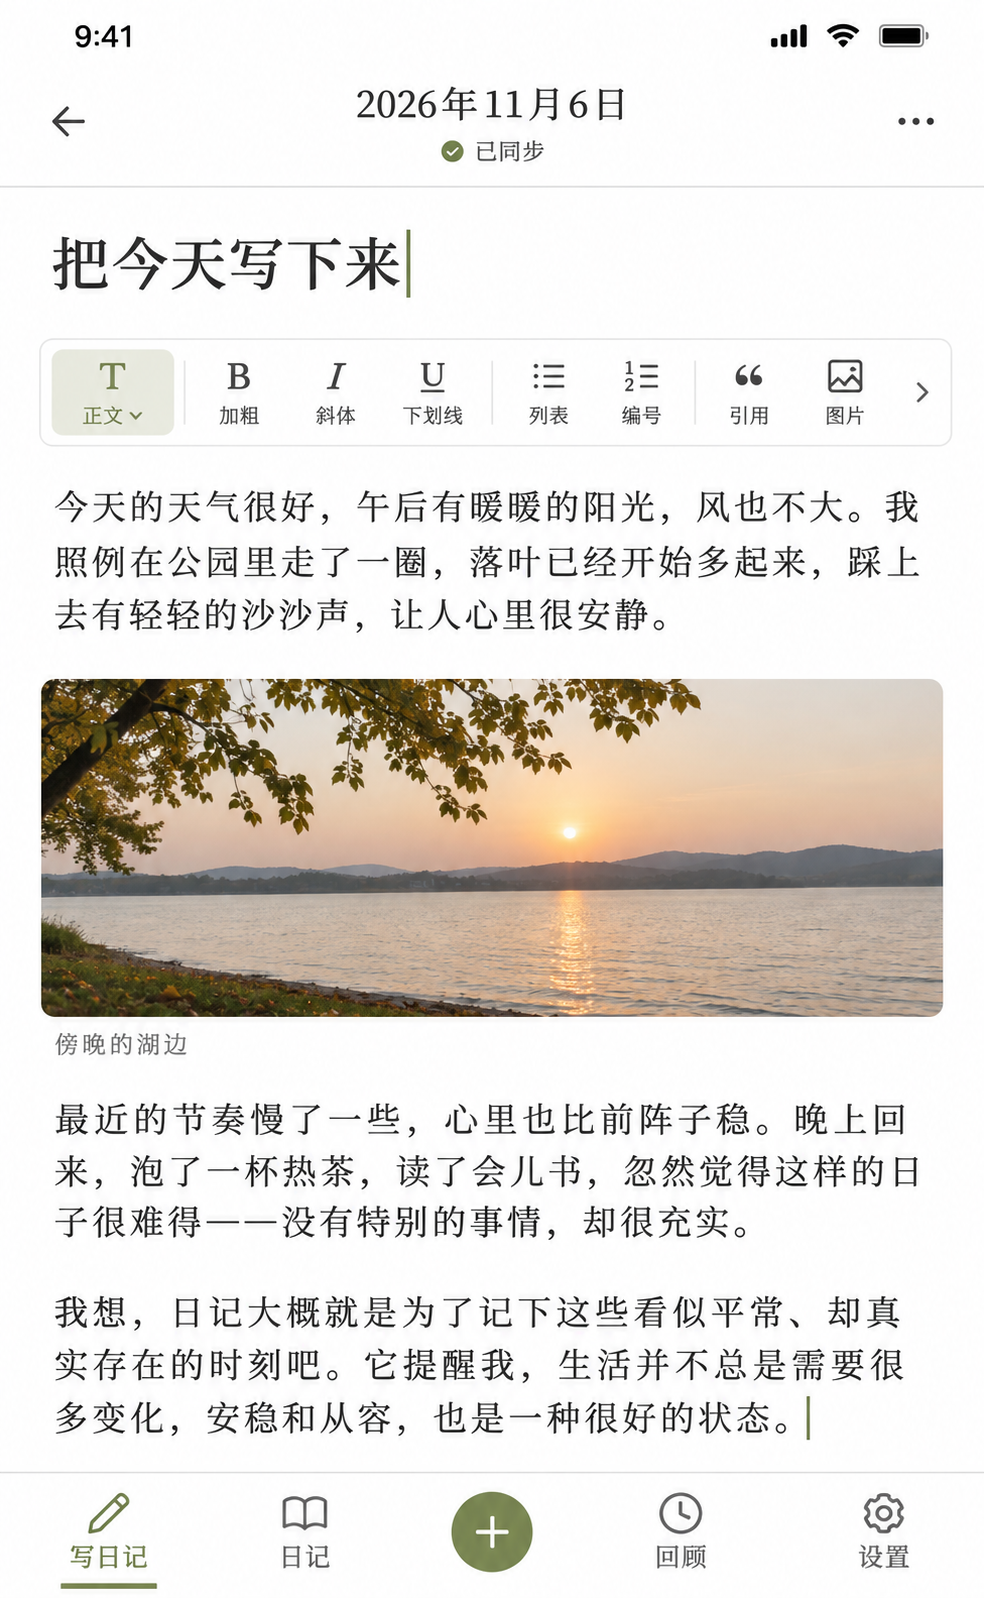 9:41
2026年11月6日
已同步
把今天写下来
T B I U 1 2 “
正文 加粗 斜体 下划线 列表 编号 引用 图片
今天的天气很好，午后有暖暖的阳光，风也不大。我
照例在公园里走了一圈，落叶已经开始多起来，踩上
去有轻轻的沙沙声，让人心里很安静。
傍晚的湖边
最近的节奏慢了一些，心里也比前阵子稳。晚上回
来，泡了一杯热茶，读了会儿书，忽然觉得这样的日
子很难得——没有特别的事情，却很充实。
我想，日记大概就是为了记下这些看似平常、却真
实存在的时刻吧。它提醒我，生活并不总是需要很
多变化，安稳和从容，也是一种很好的状态。
写日记 日记 回顾 设置